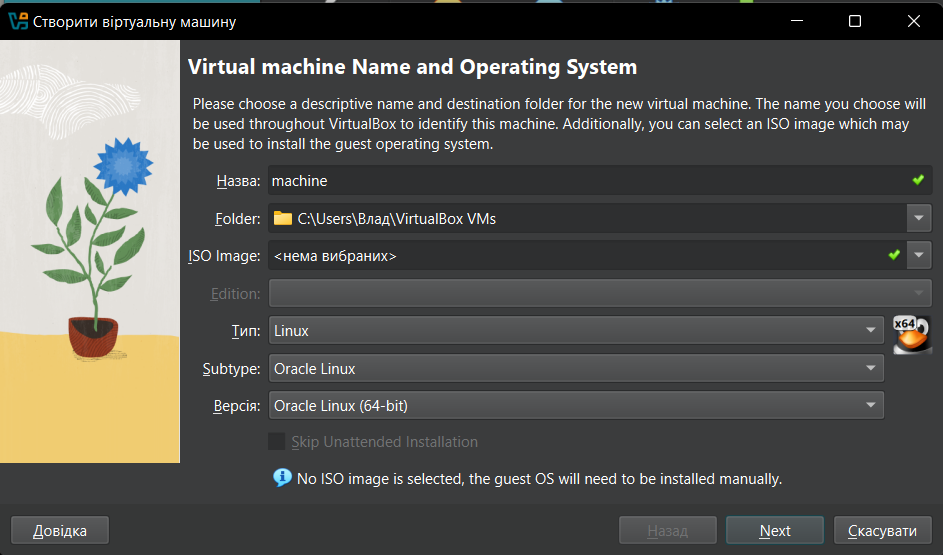 Створити віртуальну машину
Virtual machine Name and Operating System
Please choose a descriptive name and destination folder for the new virtual machine. The name you choose will
be used throughout VirtualBox to identify this machine. Additionally, you can select an ISO image which may
be used to install the guest operating system.
Назва: machine
Folder: C:\Users\Влад\VirtualBox VMs
ISO Image: <нема вибраних>
Edition:
Тип: Linux
x64
Subtype: Oracle Linux
Версія: Oracle Linux (64-bit)
Skip Unattended Installation
No ISO image is selected, the guest OS will need to be installed manually.
Довідка Назад Next Скасувати